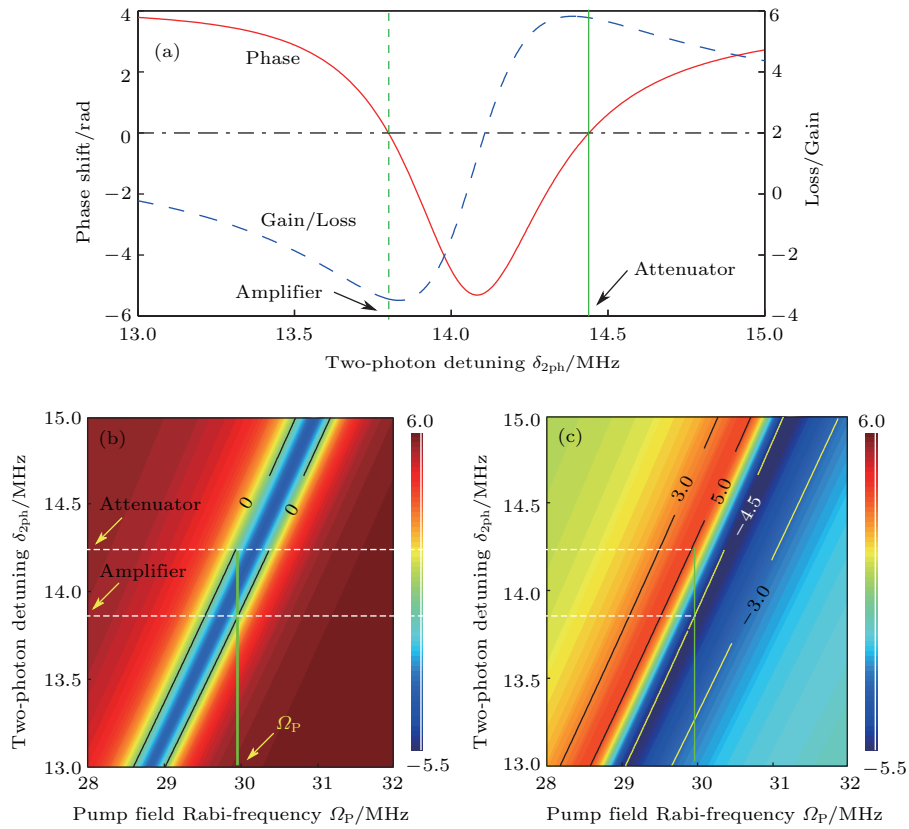 (a)
Phase
Gain/Loss
Amplifier
Attenuator
4
2
0
−2
−4
−6
Phase shift/rad
6
4
2
0
−2
−4
Loss/Gain
13.0 13.5 14.0 14.5 15.0
Two-photon detuning δ2ph/MHz
(b)
15.0
14.5
14.0
13.5
13.0
Two-photon detuning δ2ph/MHz
Attenuator
Amplifier
0
0
ΩP
6.0
−5.5
28 29 30 31 32
Pump field Rabi-frequency ΩP/MHz
(c)
15.0
14.5
14.0
13.5
13.0
Two-photon detuning δ2ph/MHz
3.0
5.0
−4.5
−3.0
6.0
−5.5
28 29 30 31 32
Pump field Rabi-frequency ΩP/MHz